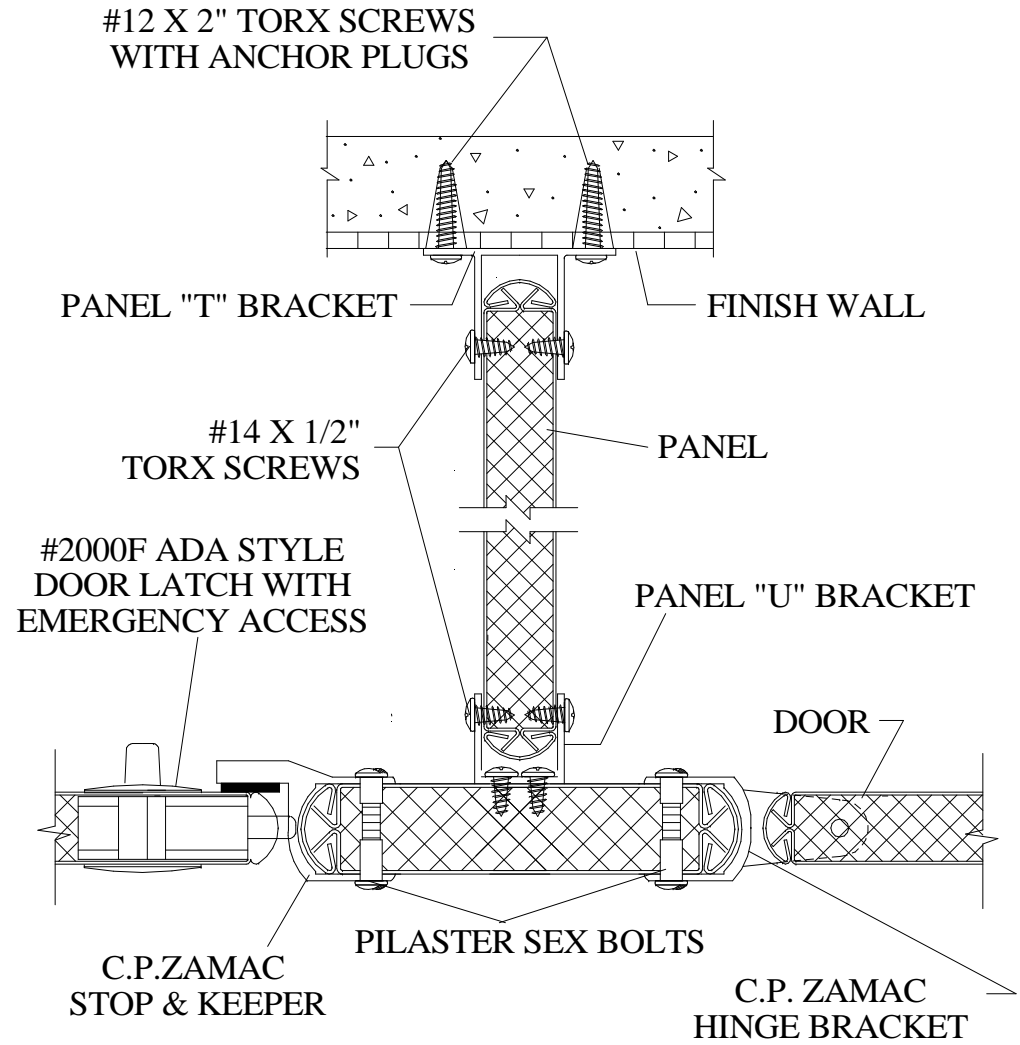 #12 X 2" TORX SCREWS
WITH ANCHOR PLUGS
PANEL "T" BRACKET
FINISH WALL
#14 X 1/2"
TORX SCREWS
PANEL
#2000F ADA STYLE
DOOR LATCH WITH
EMERGENCY ACCESS
PANEL "U" BRACKET
DOOR
PILASTER SEX BOLTS
C.P.ZAMAC
STOP & KEEPER
C.P. ZAMAC
HINGE BRACKET